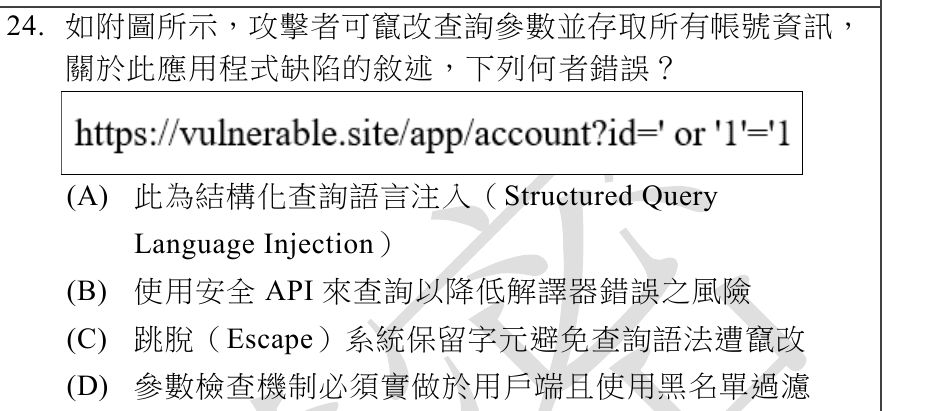 24. 如附圖所示，攻擊者可竄改查詢參數並存取所有帳號資訊，
關於此應用程式缺陷的敘述，下列何者錯誤？
https://vulnerable.site/app/account?id=' or '1'='1
(A) 此為結構化查詢語言注入（Structured Query
Language Injection）
(B) 使用安全 API 來查詢以降低解譯器錯誤之風險
(C) 跳脫（Escape）系統保留字元避免查詢語法遭竄改
(D) 參數檢查機制必須實做於用戶端且使用黑名單過濾